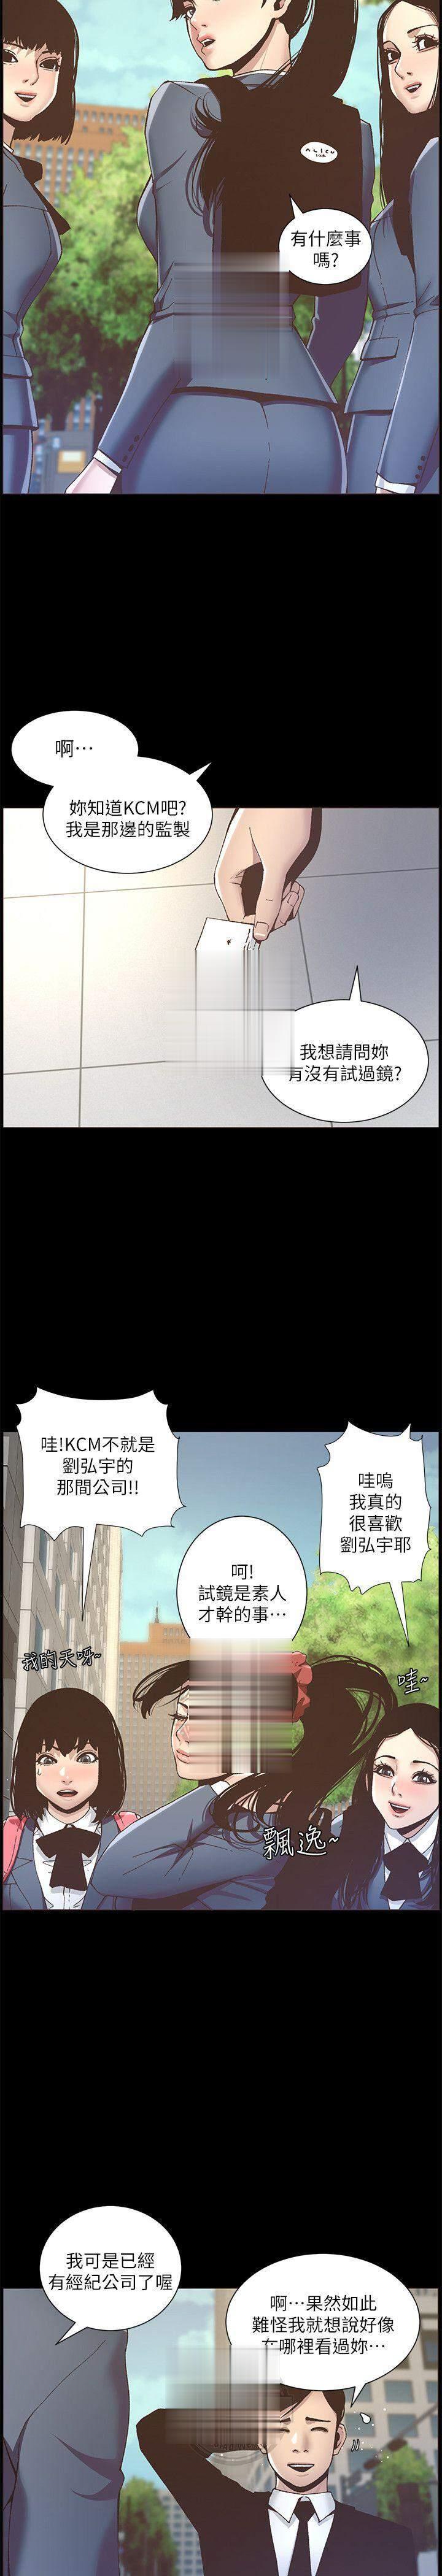 有什麼事
嗎?
啊⋯
妳知道KCM吧?
我是那邊的監製
我想請問妳
有沒有試過鏡?
哇!KCM不就是
劉弘宇的
那間公司!!
哇嗚
我真的
很喜歡
劉弘宇耶
呵!
試鏡是素人
才幹的事⋯
我的天呀~
哇~
飄逸~
我可是已經
有經紀公司了喔
啊⋯果然如此
難怪我就想說好像
在哪裡看過妳⋯